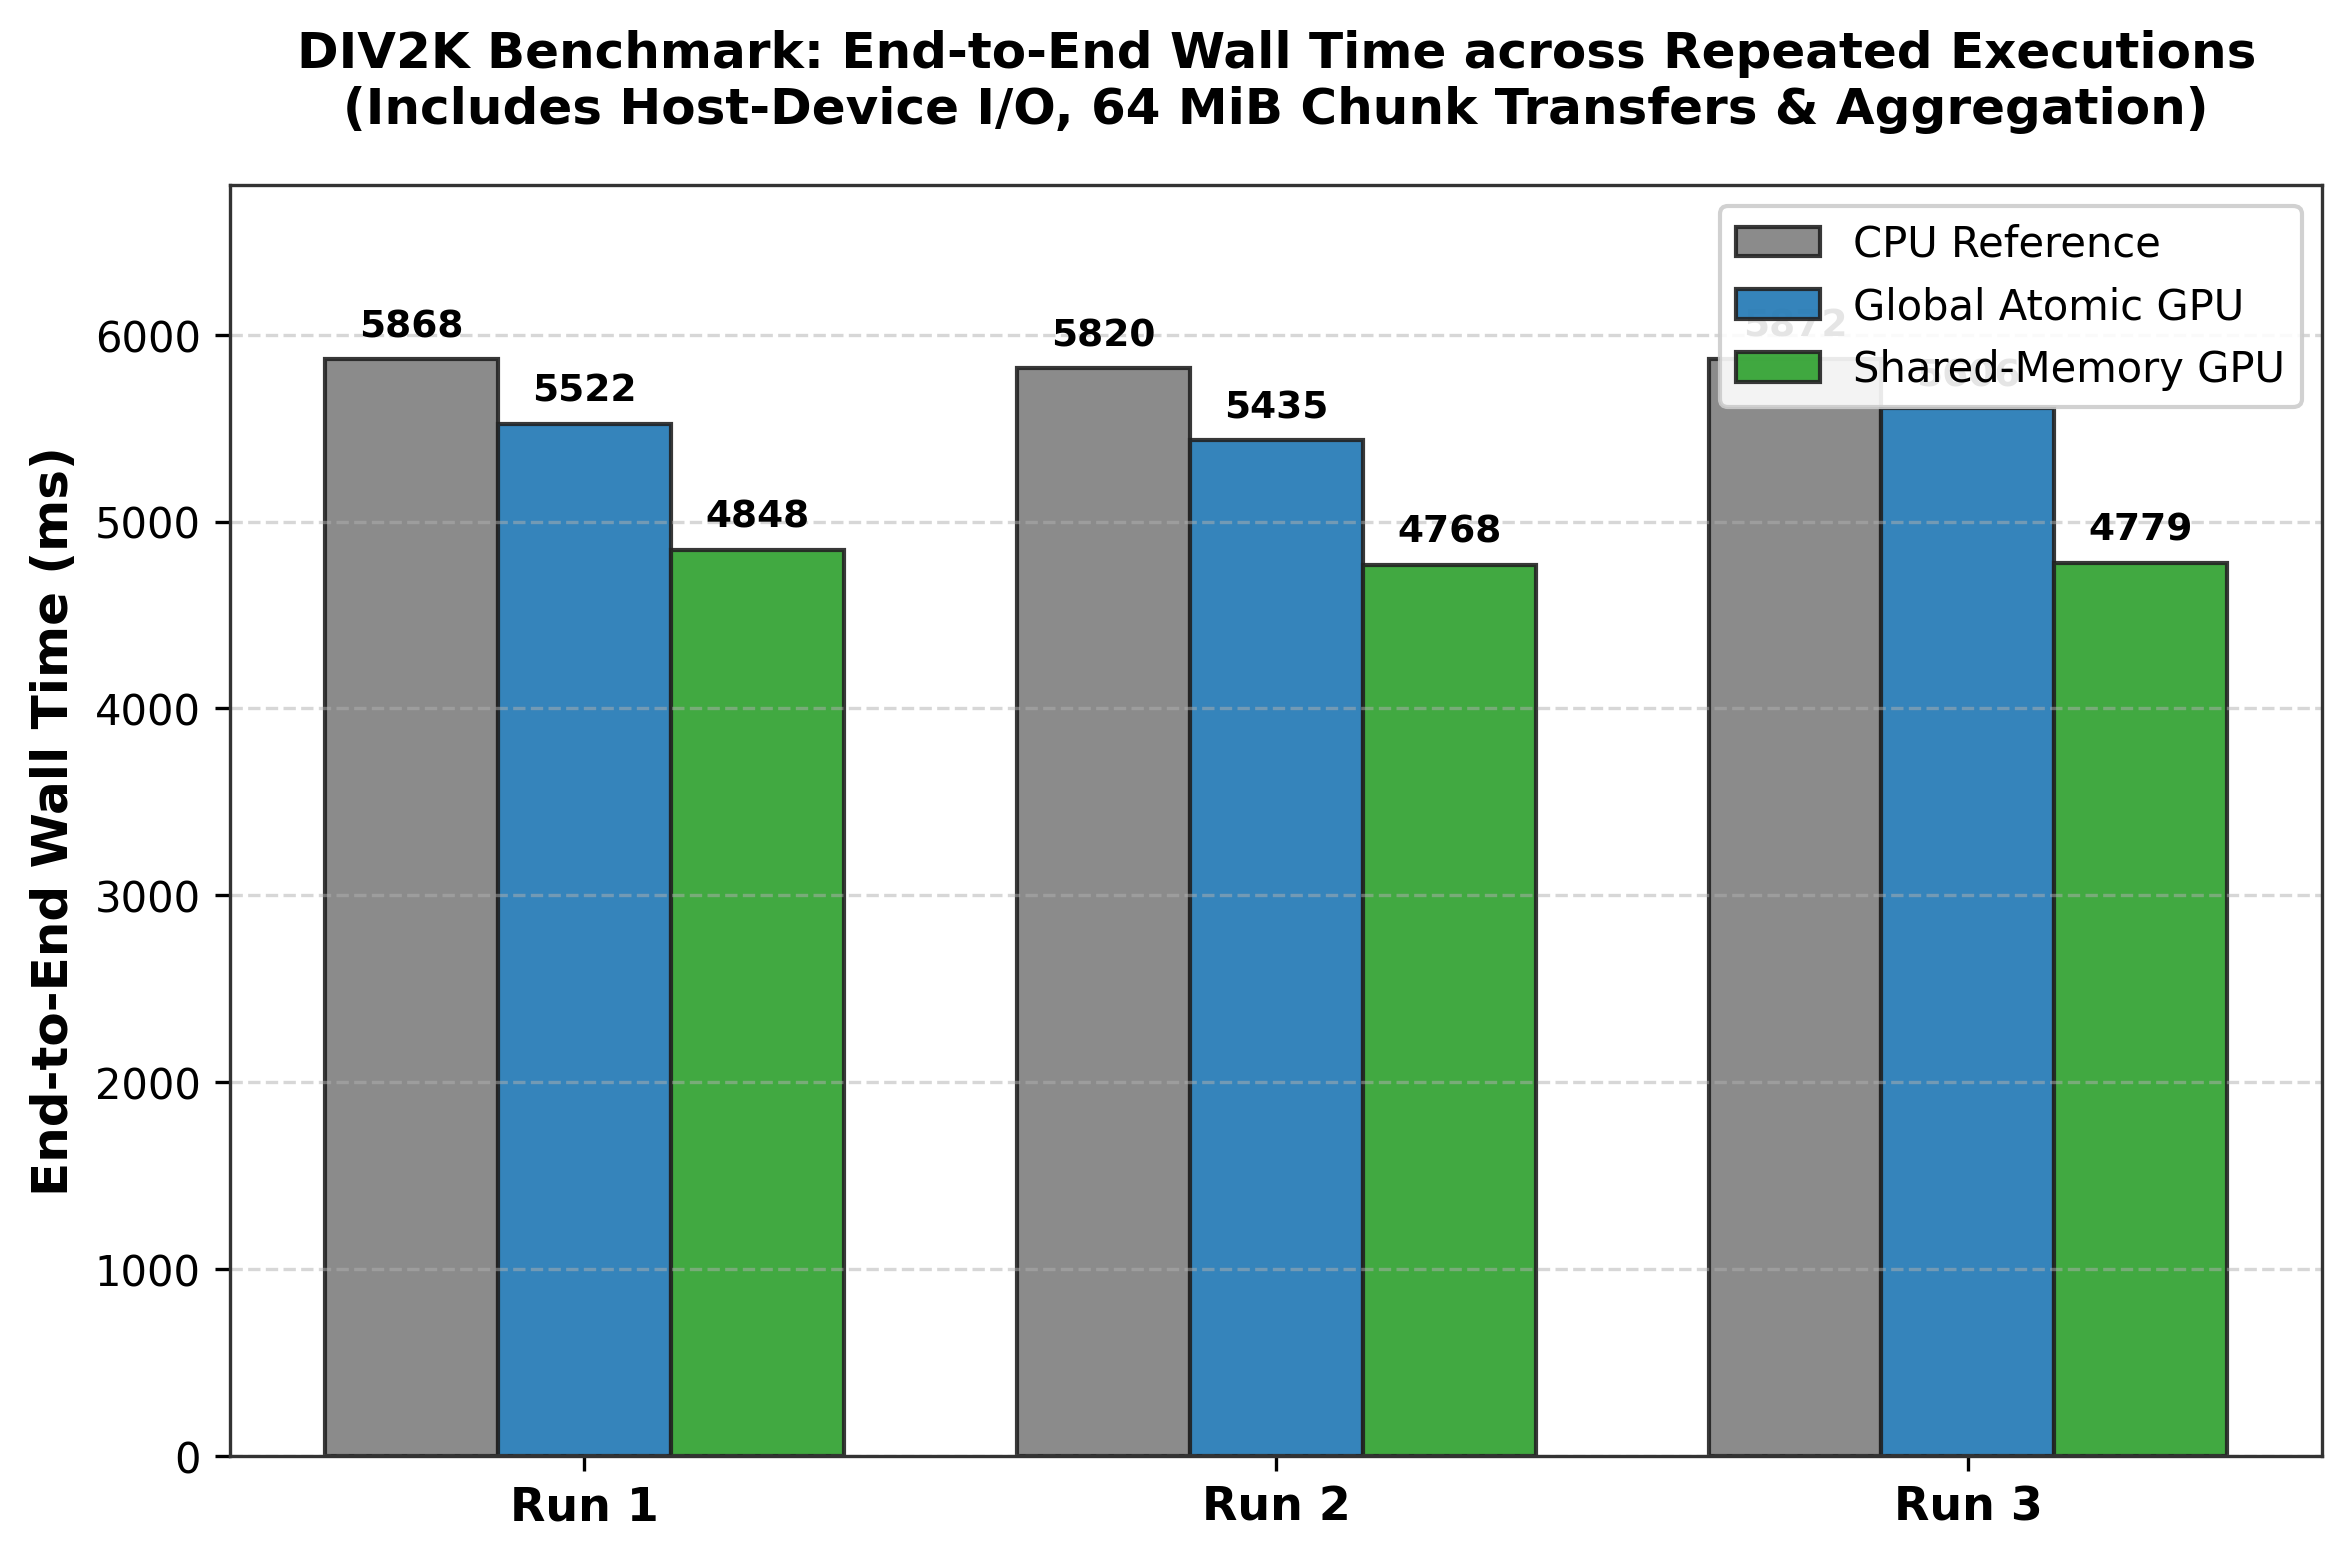 DIV2K Benchmark: End-to-End Wall Time across Repeated Executions
(Includes Host-Device I/O, 64 MiB Chunk Transfers & Aggregation)
End-to-End Wall Time (ms)
6000
5000
4000
3000
2000
1000
0
5868
5522
4848
5820
5435
4768
5872
4779
CPU Reference
Global Atomic GPU
Shared-Memory GPU
Run 1
Run 2
Run 3